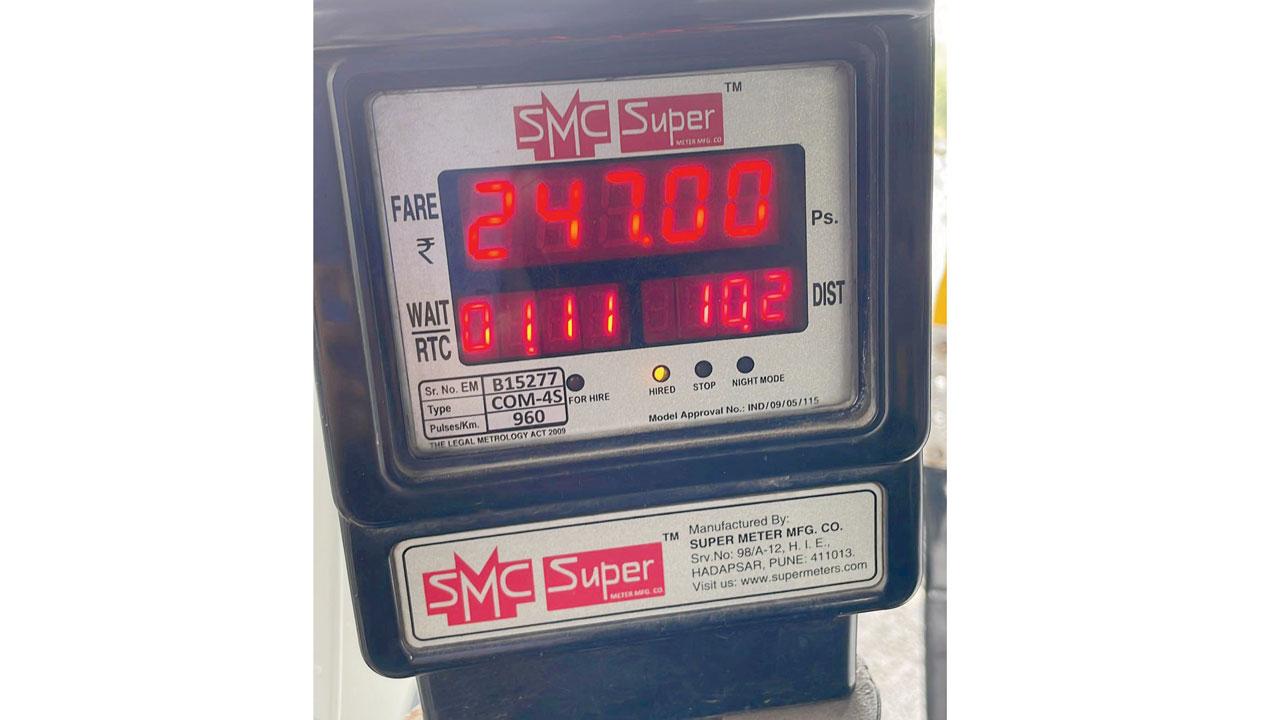 SMC Super TM
METER MFG. CO
FARE 247.00 Ps.
₹
WAIT 01.11 10.2 DIST
RTC
Sr. No. EM B15277
Type COM-4S
Pulses/Km. 960
THE LEGAL METROLOGY ACT 2009
FOR HIRE HIRED STOP NIGHT MODE
Model Approval No.: IND/09/05/115
SMC Super TM
METER MFG. CO.
Manufactured By:
SUPER METER MFG. CO.
Srv.No: 98/A-12, H. I. E.,
HADAPSAR, PUNE: 411013.
Visit us: www.supermeters.com